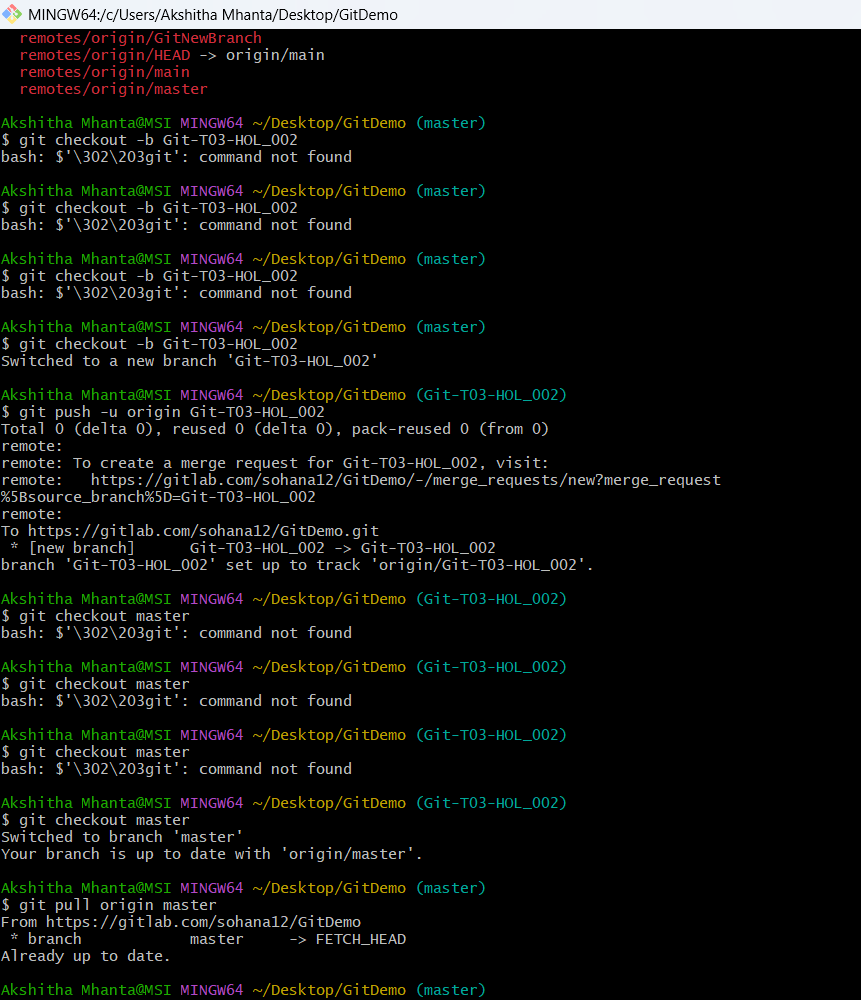 MINGW64:/c/Users/Akshitha Mhanta/Desktop/GitDemo
remotes/origin/GitNewBranch
remotes/origin/HEAD -> origin/main
remotes/origin/main
remotes/origin/master
Akshitha Mhanta@MSI MINGW64 ~/Desktop/GitDemo (master)
$ git checkout -b Git-T03-HOL_002
bash: $'\302\203git': command not found
Akshitha Mhanta@MSI MINGW64 ~/Desktop/GitDemo (master)
$ git checkout -b Git-T03-HOL_002
bash: $'\302\203git': command not found
Akshitha Mhanta@MSI MINGW64 ~/Desktop/GitDemo (master)
$ git checkout -b Git-T03-HOL_002
bash: $'\302\203git': command not found
Akshitha Mhanta@MSI MINGW64 ~/Desktop/GitDemo (master)
$ git checkout -b Git-T03-HOL_002
Switched to a new branch 'Git-T03-HOL_002'
Akshitha Mhanta@MSI MINGW64 ~/Desktop/GitDemo (Git-T03-HOL_002)
$ git push -u origin Git-T03-HOL_002
Total 0 (delta 0), reused 0 (delta 0), pack-reused 0 (from 0)
remote:
remote: To create a merge request for Git-T03-HOL_002, visit:
remote:   https://gitlab.com/sohana12/GitDemo/-/merge_requests/new?merge_request
%5Bsource_branch%5D=Git-T03-HOL_002
remote:
To https://gitlab.com/sohana12/GitDemo.git
 * [new branch]      Git-T03-HOL_002 -> Git-T03-HOL_002
branch 'Git-T03-HOL_002' set up to track 'origin/Git-T03-HOL_002'.
Akshitha Mhanta@MSI MINGW64 ~/Desktop/GitDemo (Git-T03-HOL_002)
$ git checkout master
bash: $'\302\203git': command not found
Akshitha Mhanta@MSI MINGW64 ~/Desktop/GitDemo (Git-T03-HOL_002)
$ git checkout master
bash: $'\302\203git': command not found
Akshitha Mhanta@MSI MINGW64 ~/Desktop/GitDemo (Git-T03-HOL_002)
$ git checkout master
bash: $'\302\203git': command not found
Akshitha Mhanta@MSI MINGW64 ~/Desktop/GitDemo (Git-T03-HOL_002)
$ git checkout master
Switched to branch 'master'
Your branch is up to date with 'origin/master'.
Akshitha Mhanta@MSI MINGW64 ~/Desktop/GitDemo (master)
$ git pull origin master
From https://gitlab.com/sohana12/GitDemo
 * branch            master     -> FETCH_HEAD
Already up to date.
Akshitha Mhanta@MSI MINGW64 ~/Desktop/GitDemo (master)